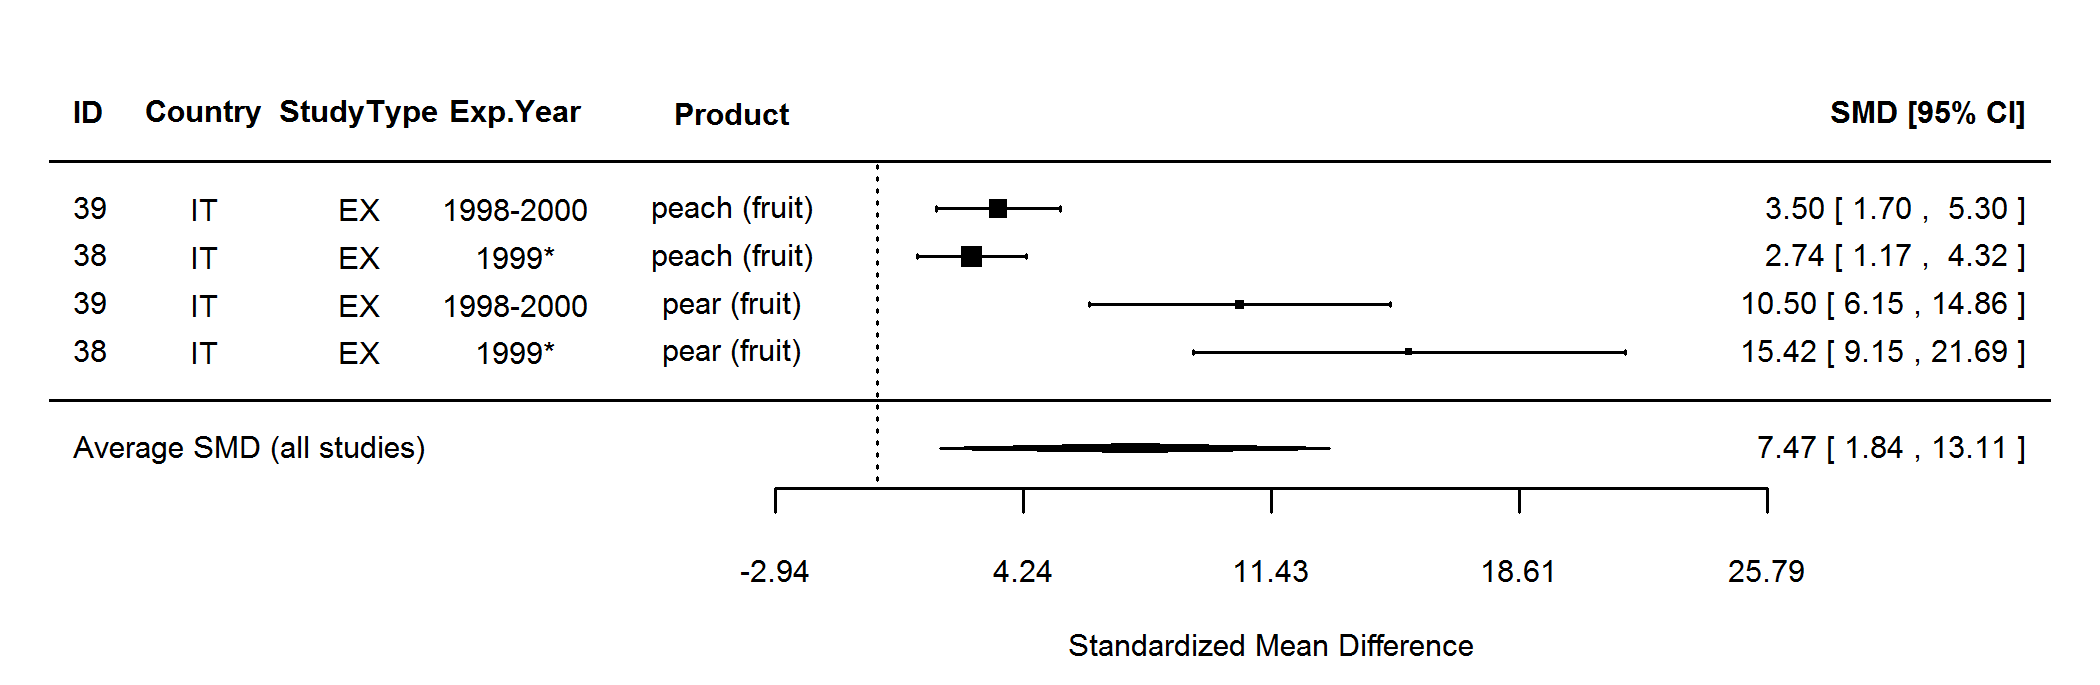 ID Country StudyType Exp.Year Product SMD [95% CI]
39 IT EX 1998-2000 peach (fruit) 3.50 [ 1.70 , 5.30 ]
38 IT EX 1999* peach (fruit) 2.74 [ 1.17 , 4.32 ]
39 IT EX 1998-2000 pear (fruit) 10.50 [ 6.15 , 14.86 ]
38 IT EX 1999* pear (fruit) 15.42 [ 9.15 , 21.69 ]
Average SMD (all studies) 7.47 [ 1.84 , 13.11 ]
-2.94 4.24 11.43 18.61 25.79
Standardized Mean Difference